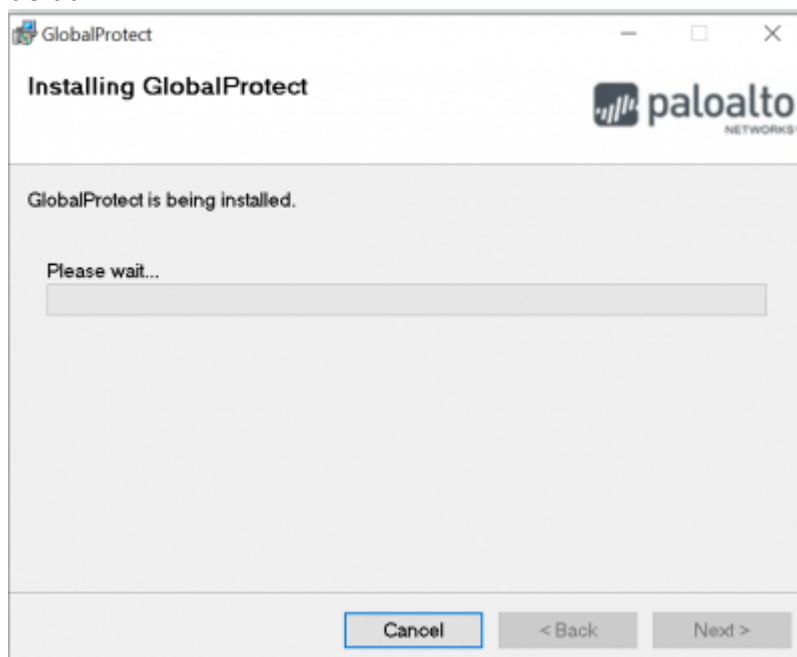 GlobalProtect
Installing GlobalProtect
paloalto
NETWORKS
GlobalProtect is being installed.
Please wait...
Cancel
< Back
Next >